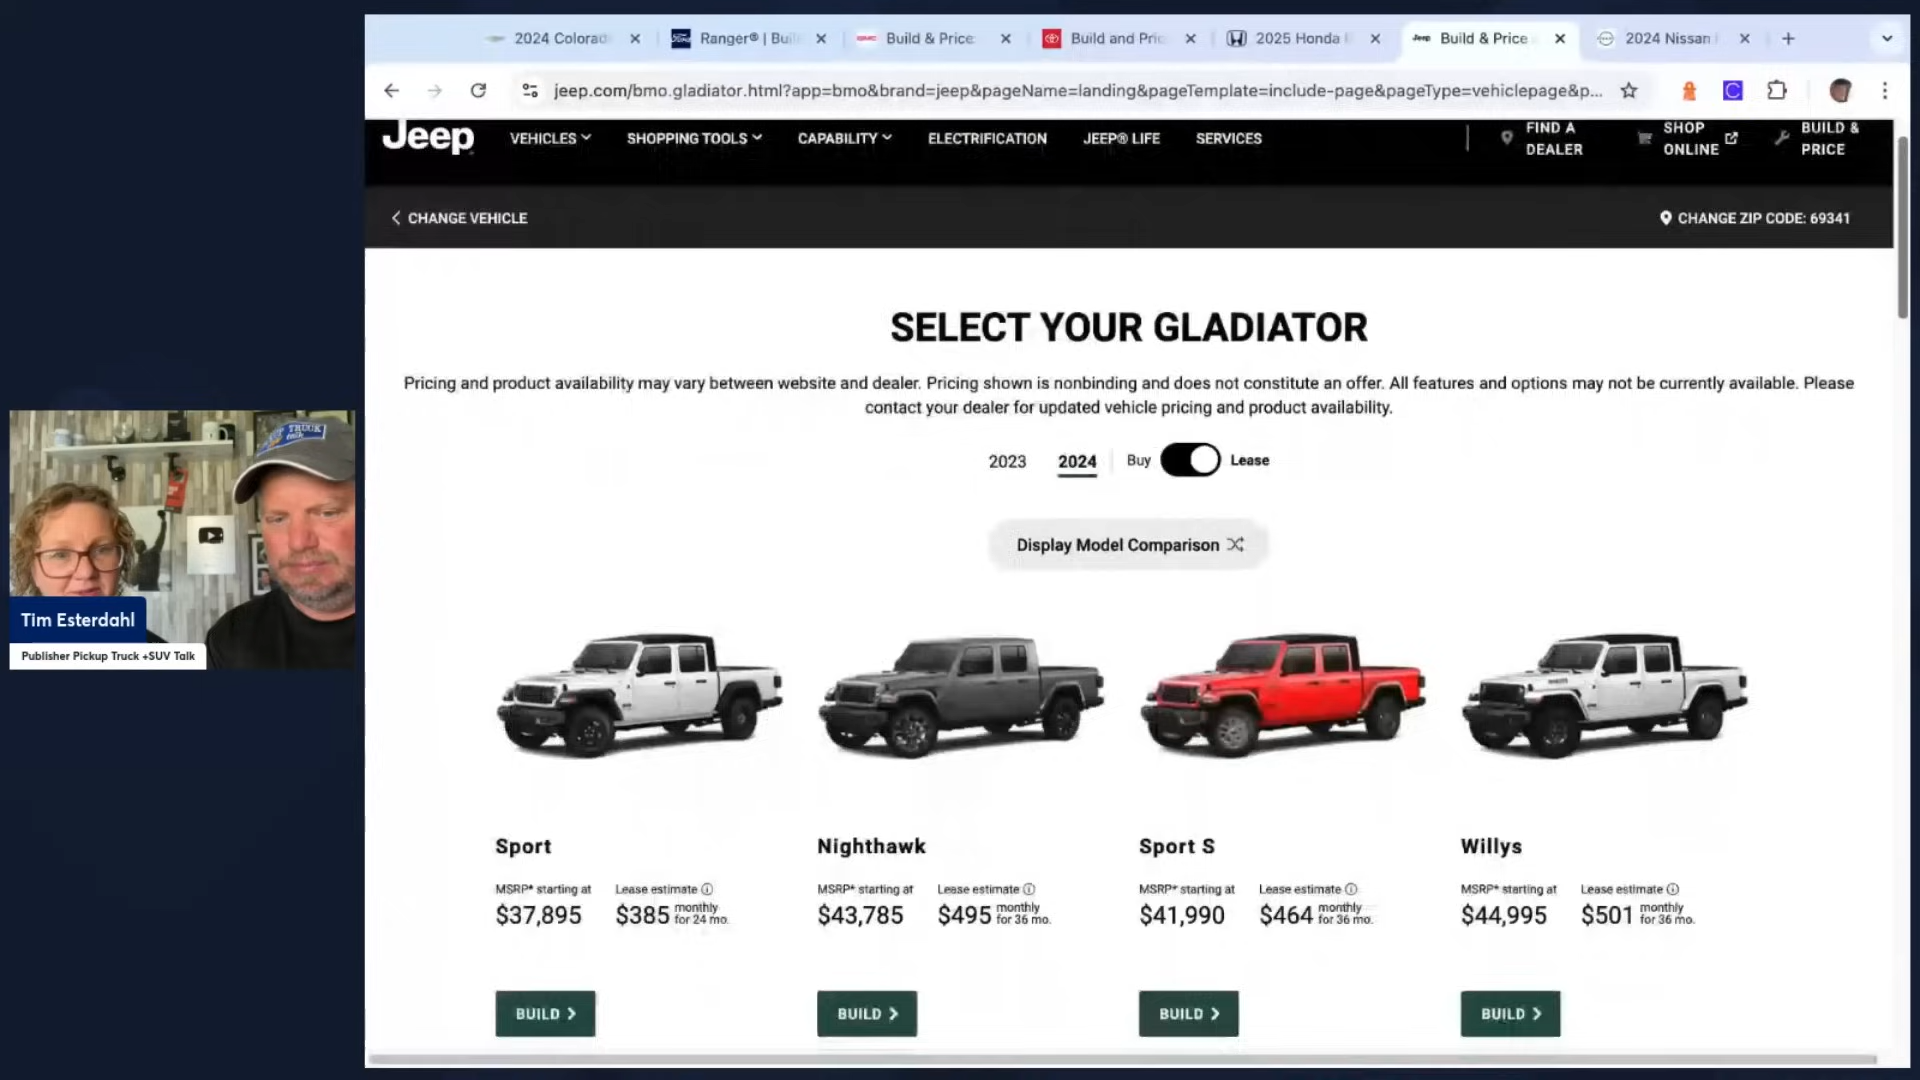 2024 Colorad
Ranger® | Buil
Build & Price
Build and Pric
2025 Honda
Build & Price
2024 Nissan
jeep.com/bmo.gladiator.html?app=bmo&brand=jeep&pageName=landing&pageTemplate=include-page&pageType=vehiclepage&p...
Jeep
VEHICLES
SHOPPING TOOLS
CAPABILITY
ELECTRIFICATION
JEEP® LIFE
SERVICES
FIND A
DEALER
SHOP
ONLINE
BUILD &
PRICE
CHANGE VEHICLE
CHANGE ZIP CODE: 69341
SELECT YOUR GLADIATOR
Pricing and product availability may vary between website and dealer. Pricing shown is nonbinding and does not constitute an offer. All features and options may not be currently available. Please
contact your dealer for updated vehicle pricing and product availability.
2023 2024 Buy Lease
Display Model Comparison
Sport
MSRP* starting at
$37,895
Lease estimate
$385 monthly
for 24 mo.
BUILD
Nighthawk
MSRP* starting at
$43,785
Lease estimate
$495 monthly
for 36 mo.
BUILD
Sport S
MSRP* starting at
$41,990
Lease estimate
$464 monthly
for 36 mo.
BUILD
Willys
MSRP* starting at
$44,995
Lease estimate
$501 monthly
for 36 mo.
BUILD
TRUCK
talk
Tim Esterdahl
Publisher Pickup Truck +SUV Talk